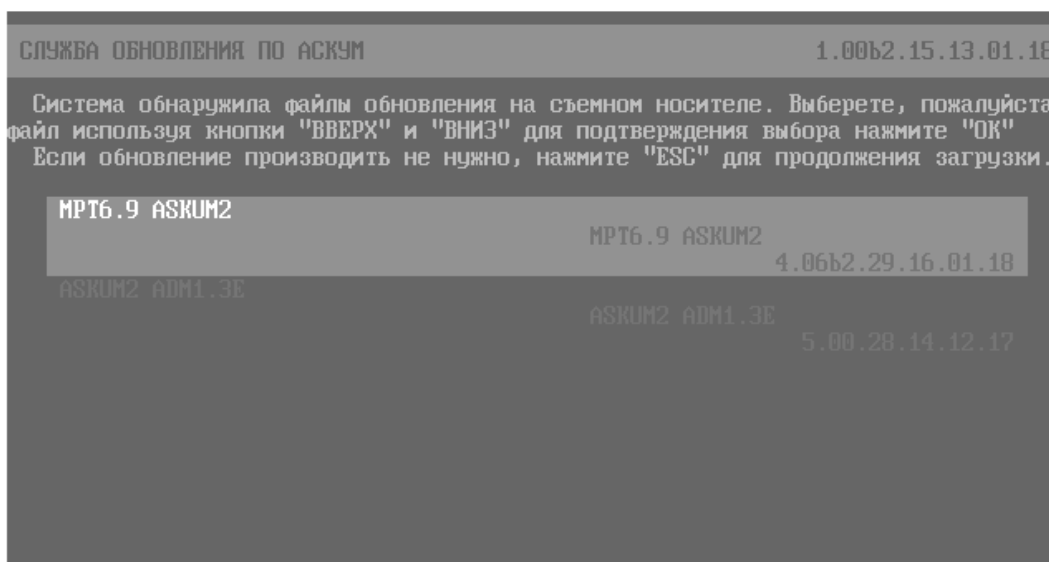 СЛУЖБА ОБНОВЛЕНИЯ ПО АСКУМ 1.00b2.15.13.01.18
Система обнаружила файлы обновления на съемном носителе. Выберете, пожалуйста
файл используя кнопки "ВВЕРХ" и "ВНИЗ" для подтверждения выбора нажмите "ОК"
Если обновление производить не нужно, нажмите "ESC" для продолжения загрузки.
МРТ6.9 ASKUM2
МРТ6.9 ASKUM2
4.06b2.29.16.01.18
ASKUM2 ADM1.3E
ASKUM2 ADM1.3E
5.00.28.14.12.17